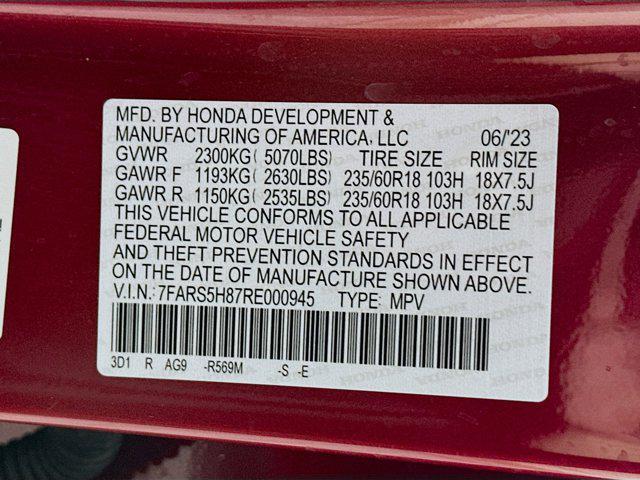 MFD. BY HONDA DEVELOPMENT &
MANUFACTURING OF AMERICA, LLC 06/'23
GVWR 2300KG( 5070LBS) TIRE SIZE RIM SIZE
GAWR F 1193KG( 2630LBS) 235/60R18 103H 18X7.5J
GAWR R 1150KG( 2535LBS) 235/60R18 103H 18X7.5J
THIS VEHICLE CONFORMS TO ALL APPLICABLE
FEDERAL MOTOR VEHICLE SAFETY
AND THEFT PREVENTION STANDARDS IN EFFECT
ON THE DATE OF MANUFACTURE SHOWN ABOVE.
V.I.N.: 7FARS5H87RE000945 TYPE: MPV
3D1 R AG9 -R569M -S -E